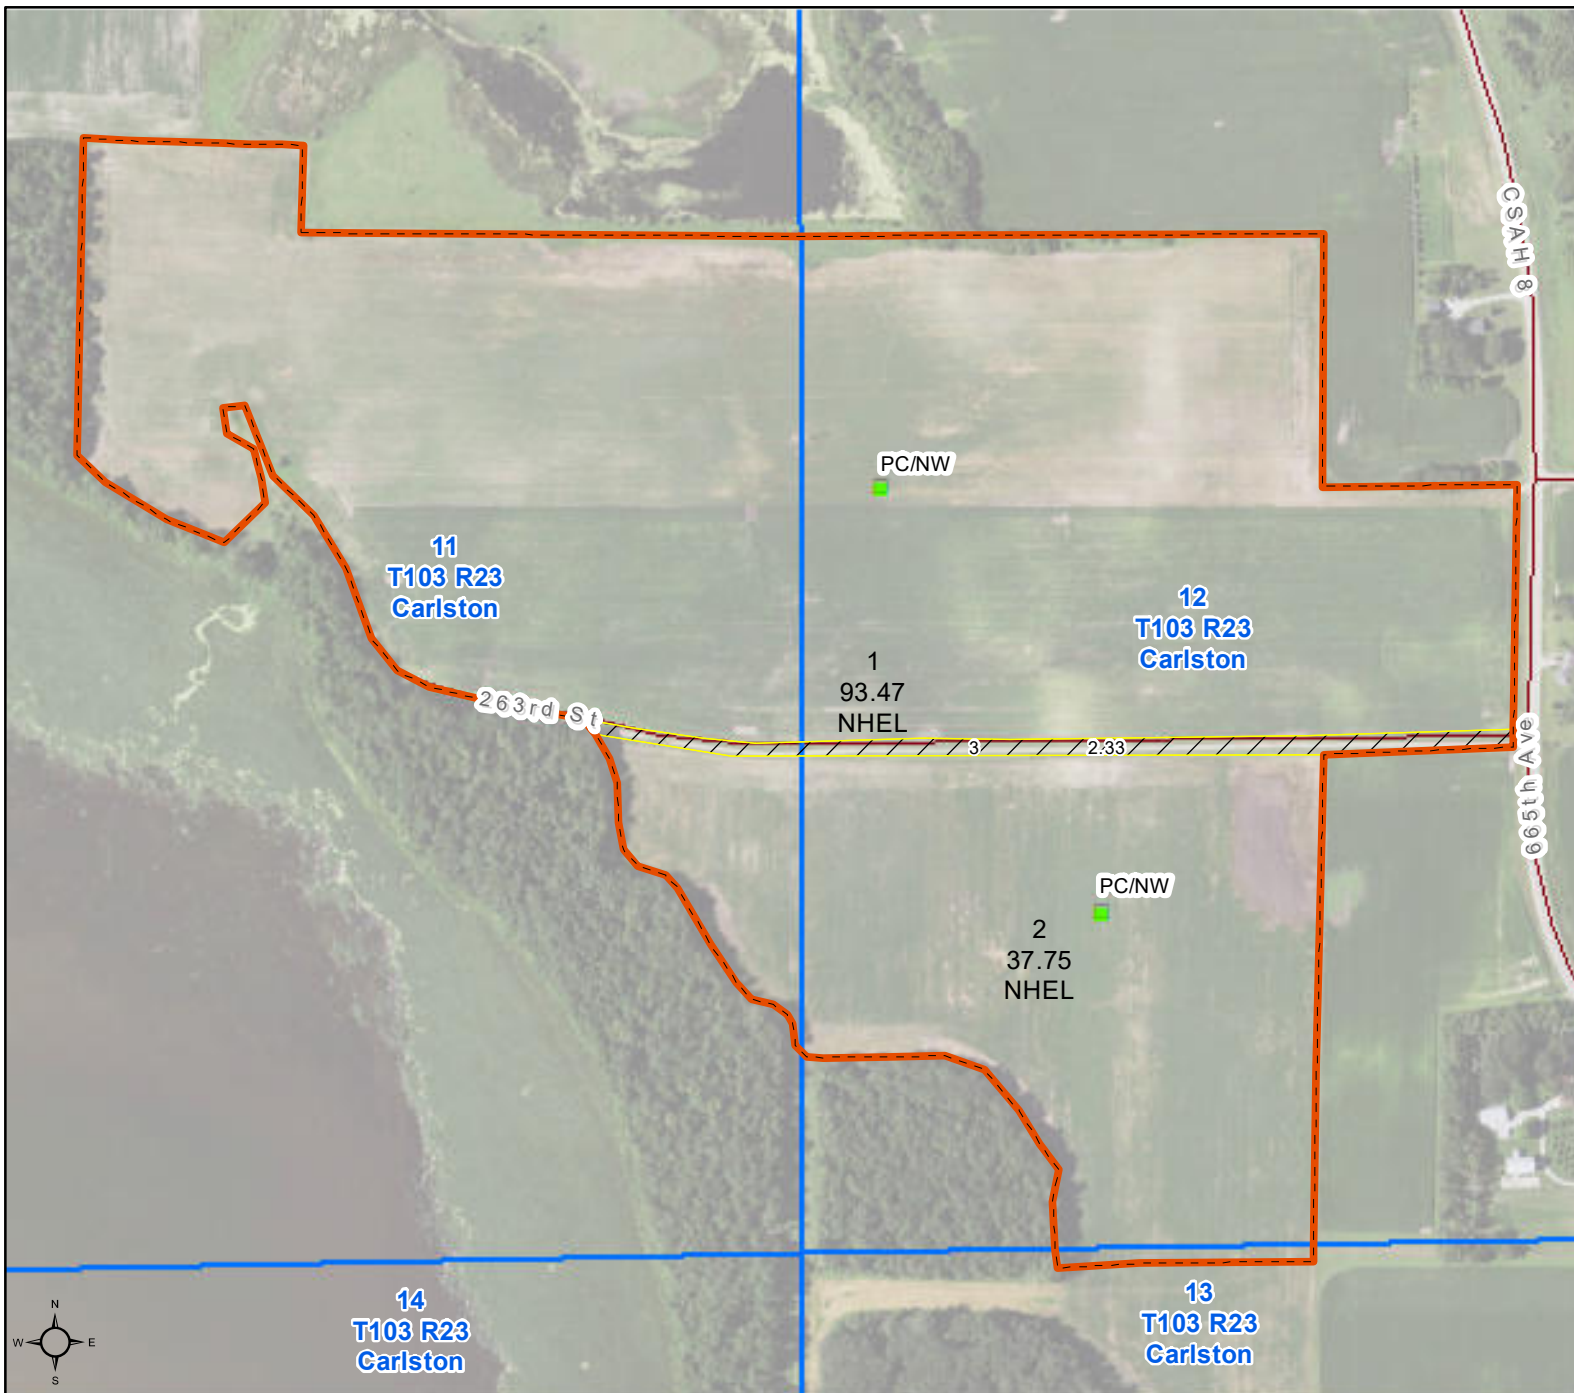 CSAH 8
PC/NW
11
T103 R23
Carlston
12
T103 R23
Carlston
1
93.47
NHEL
263rd St
3
2.33
665th Ave
PC/NW
2
37.75
NHEL
14
T103 R23
Carlston
13
T103 R23
Carlston
N
W
E
S